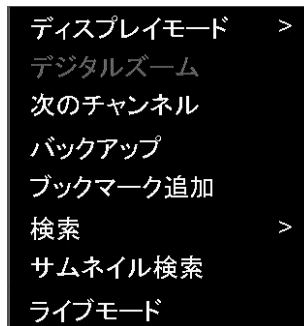 ディスプレイモード >
デジタルズーム
次のチャンネル
バックアップ
ブックマーク追加
検索 >
サムネイル検索
ライブモード